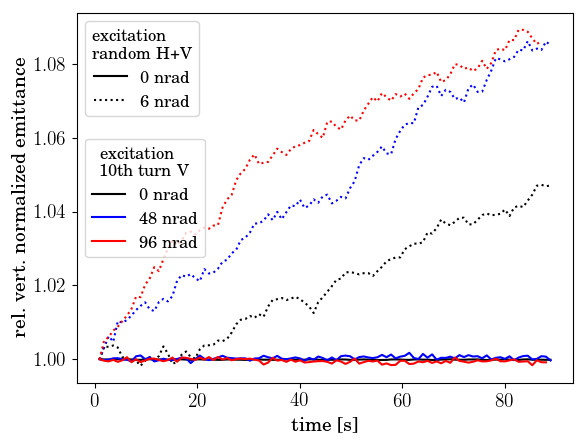 excitation
random H+V
0 nrad
6 nrad
excitation
10th turn V
0 nrad
48 nrad
96 nrad
rel. vert. normalized emittance
1.08
1.06
1.04
1.02
1.00
0 20 40 60 80
time [s]